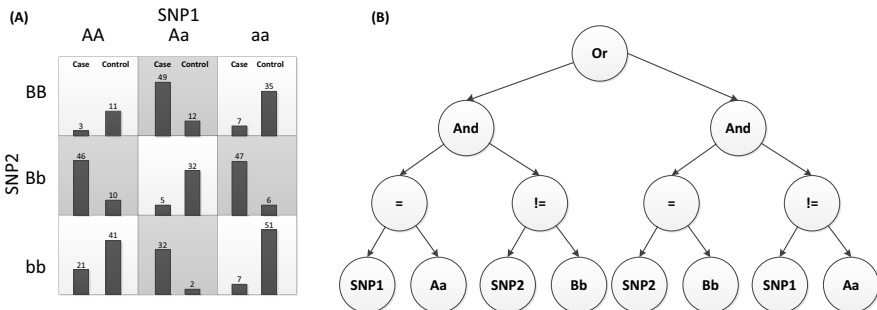 (A)
SNP1
AA Aa aa
SNP2
BB
Case Control Case Control Case Control
3 11 49 12 7 35
Bb
46 10 5 32 47 6
bb
21 41 32 2 7 51
(B)
Or
And And
= != = !=
SNP1 Aa SNP2 Bb SNP2 Bb SNP1 Aa